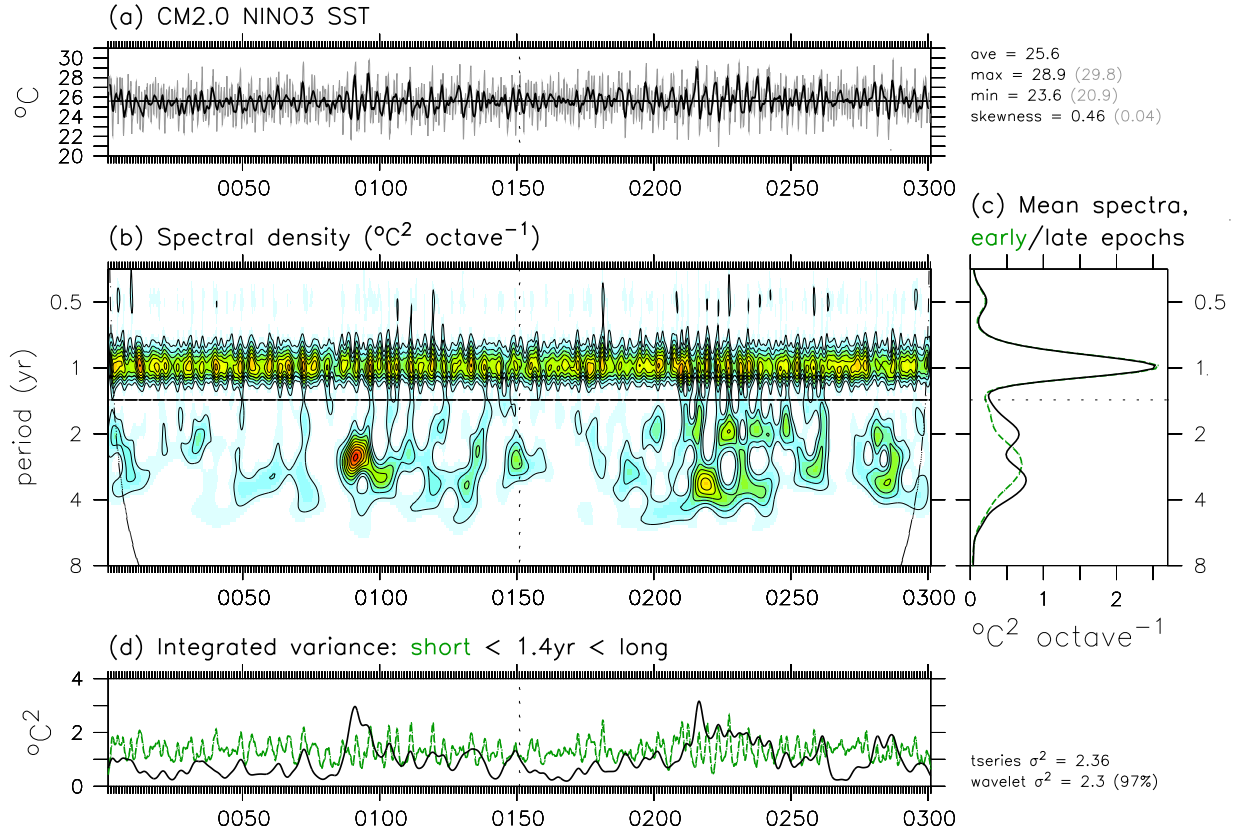 (a) CM2.0 NINO3 SST
30
28
26
24
22
20
°C
0050 0100 0150 0200 0250 0300
ave = 25.6
max = 28.9 (29.8)
min = 23.6 (20.9)
skewness = 0.46 (0.04)
(b) Spectral density (°C² octave⁻¹)
0.5
1
2
4
8
period (yr)
0050 0100 0150 0200 0250 0300
(c) Mean spectra,
early/late epochs
0.5
1
2
4
8
0 1 2
°C² octave⁻¹
(d) Integrated variance: short < 1.4yr < long
4
2
0
°C²
0050 0100 0150 0200 0250 0300
tseries σ² = 2.36
wavelet σ² = 2.3 (97%)